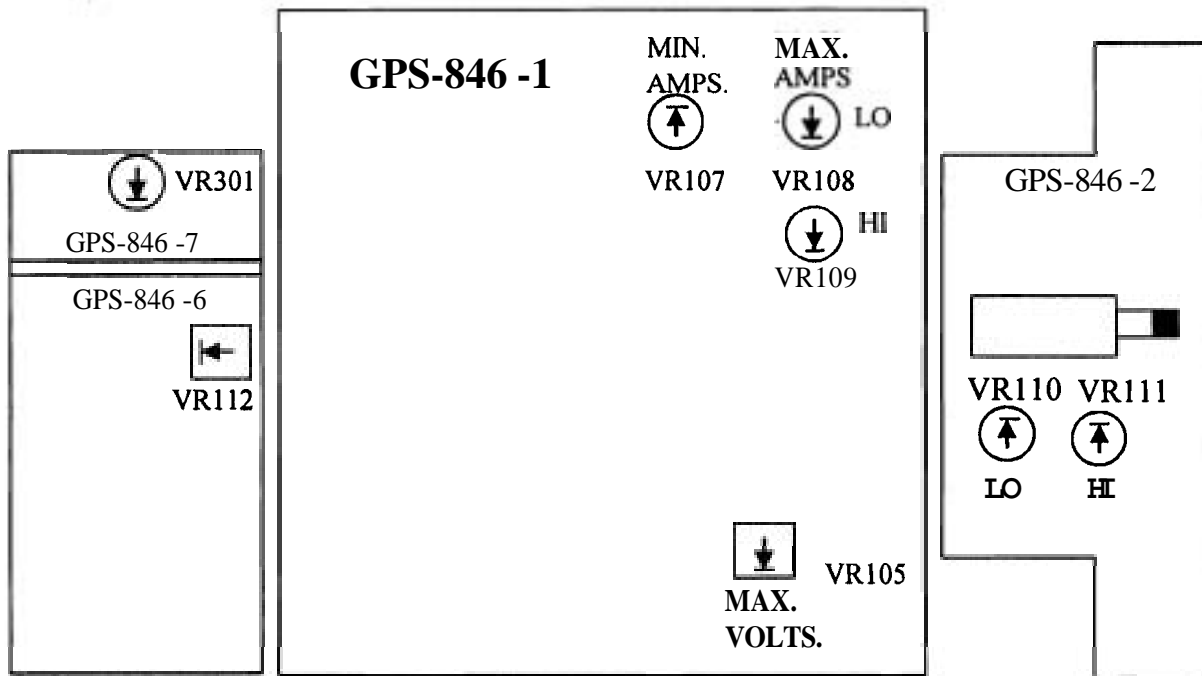 VR301
GPS-846 -7
GPS-846 -6
VR112
GPS-846 -1
MIN.
AMPS.
VR107
MAX.
AMPS
LO
VR108
HI
VR109
VR105
MAX.
VOLTS.
GPS-846 -2
VR110 VR111
LO HI